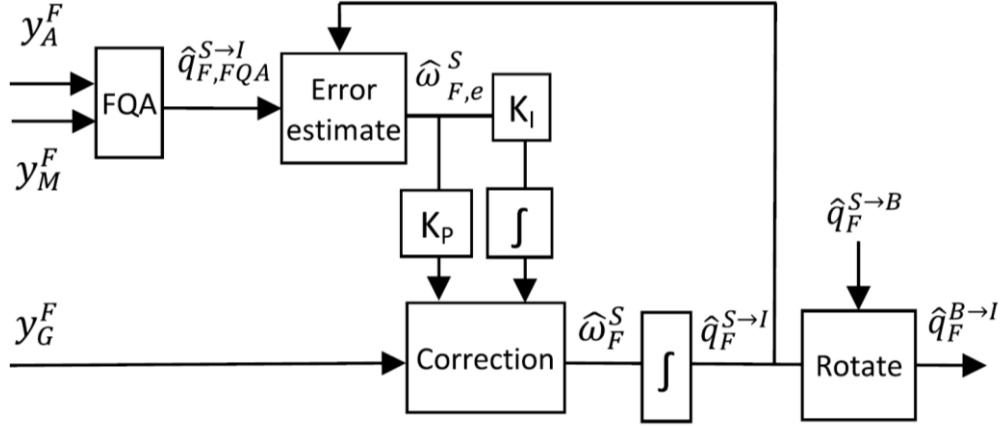 y_A^F
q̂_{F,FQA}^{S→I}
FQA
Error
estimate
ω̂_{F,e}^S
K_I
y_M^F
K_P
∫
q̂_F^{S→B}
y_G^F
Correction
ω̂_F^S
∫
q̂_F^{S→I}
Rotate
q̂_F^{B→I}